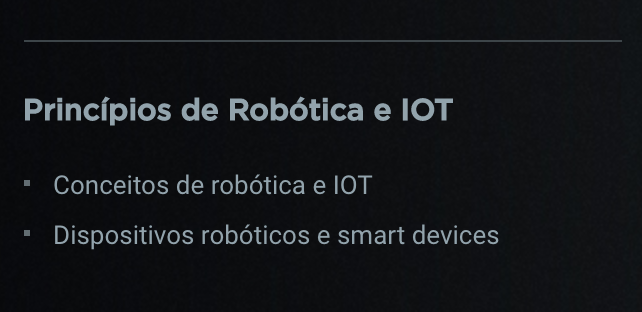 Princípios de Robótica e IOT
Conceitos de robótica e IOT
Dispositivos robóticos e smart devices